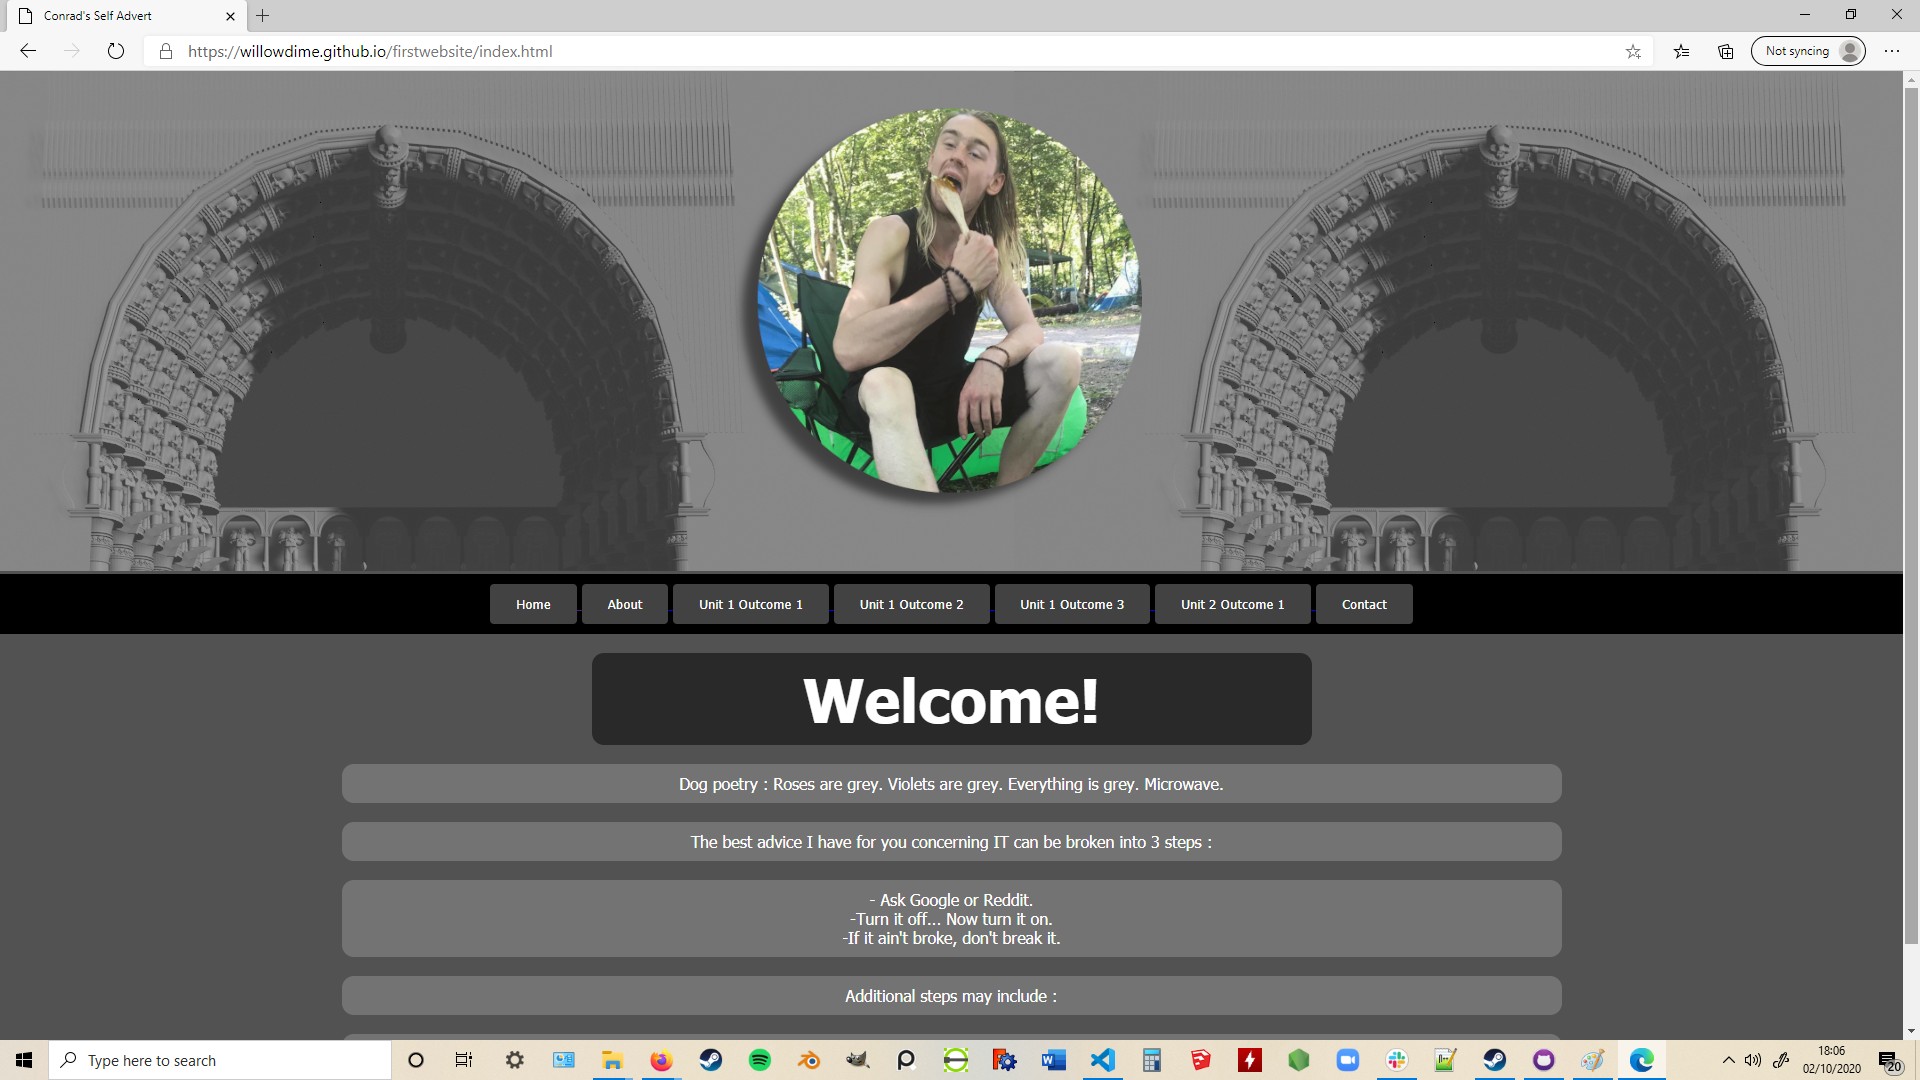 Conrad's Self Advert
https://willowdime.github.io/firstwebsite/index.html
Not syncing
Home
About
Unit 1 Outcome 1
Unit 1 Outcome 2
Unit 1 Outcome 3
Unit 2 Outcome 1
Contact
Welcome!
Dog poetry : Roses are grey. Violets are grey. Everything is grey. Microwave.
The best advice I have for you concerning IT can be broken into 3 steps :
- Ask Google or Reddit.
-Turn it off... Now turn it on.
-If it ain't broke, don't break it.
Additional steps may include :
Type here to search
18:06
02/10/2020
20